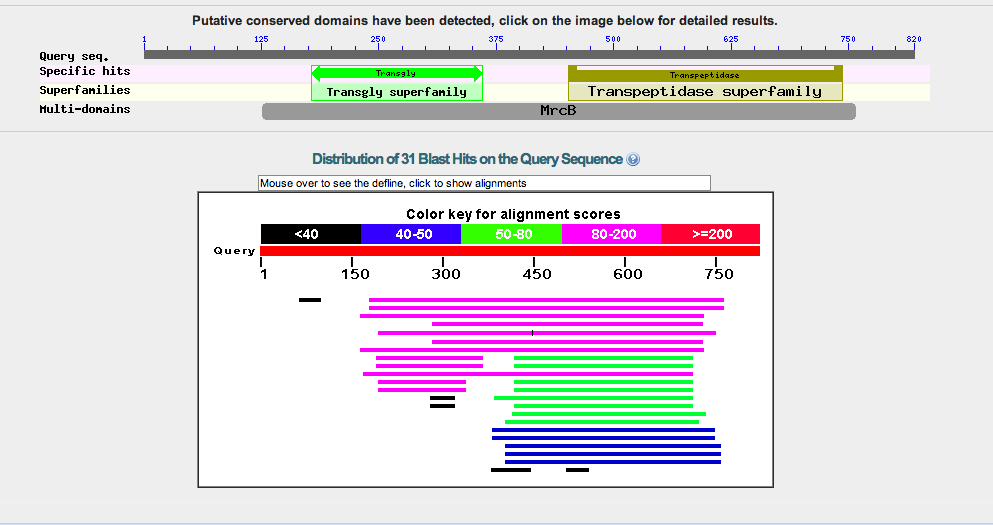 Putative conserved domains have been detected, click on the image below for detailed results.
1 125 250 375 500 625 750 820
Query seq.
Specific hits Transgly Transpeptidase
Superfamilies Transgly superfamily Transpeptidase superfamily
Multi-domains MrcB
Distribution of 31 Blast Hits on the Query Sequence ?
Mouse over to see the defline, click to show alignments
Color key for alignment scores
<40 40-50 50-80 80-200 >=200
Query
1 150 300 450 600 750